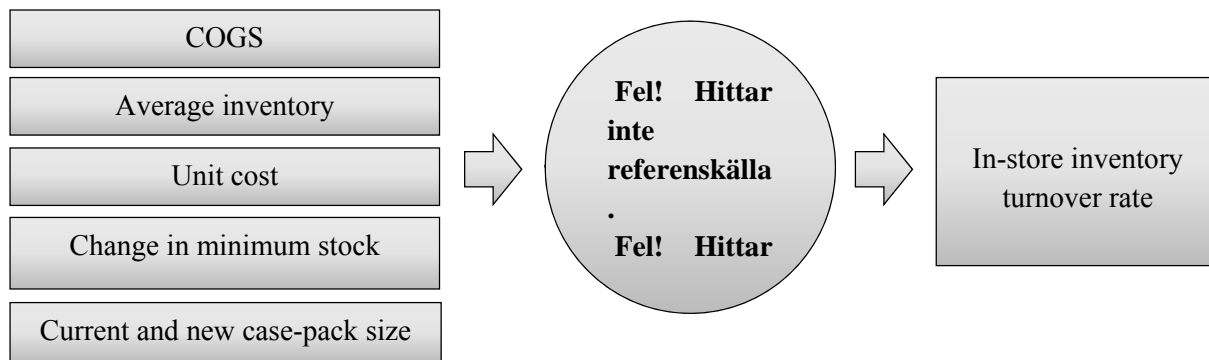 COGS
Average inventory
Unit cost
Change in minimum stock
Current and new case-pack size
Fel! Hittar
inte
referenskälla
.
Fel! Hittar
In-store inventory
turnover rate